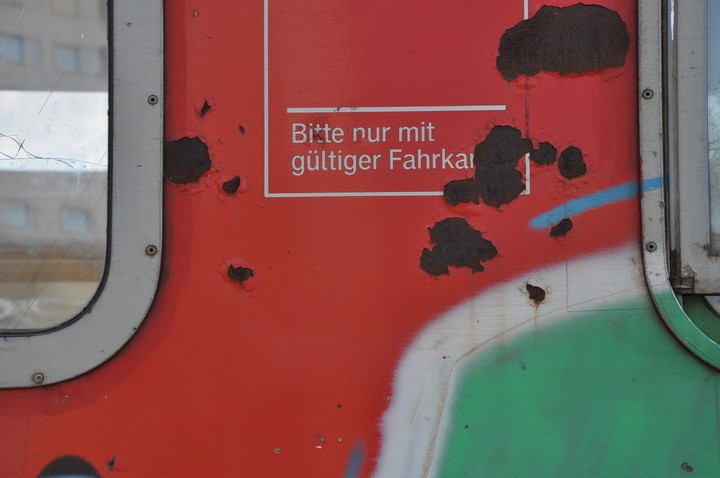 Bitte nur mit
gültiger Fahrka